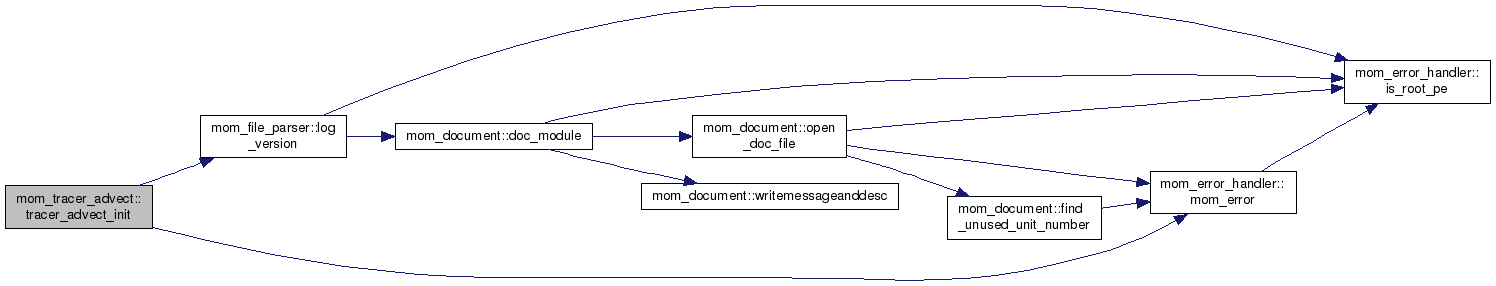 mom_tracer_advect::
tracer_advect_init
mom_file_parser::log
_version
mom_document::doc_module
mom_document::open
_doc_file
mom_document::writemessageanddesc
mom_document::find
_unused_unit_number
mom_error_handler::
mom_error
mom_error_handler::
is_root_pe